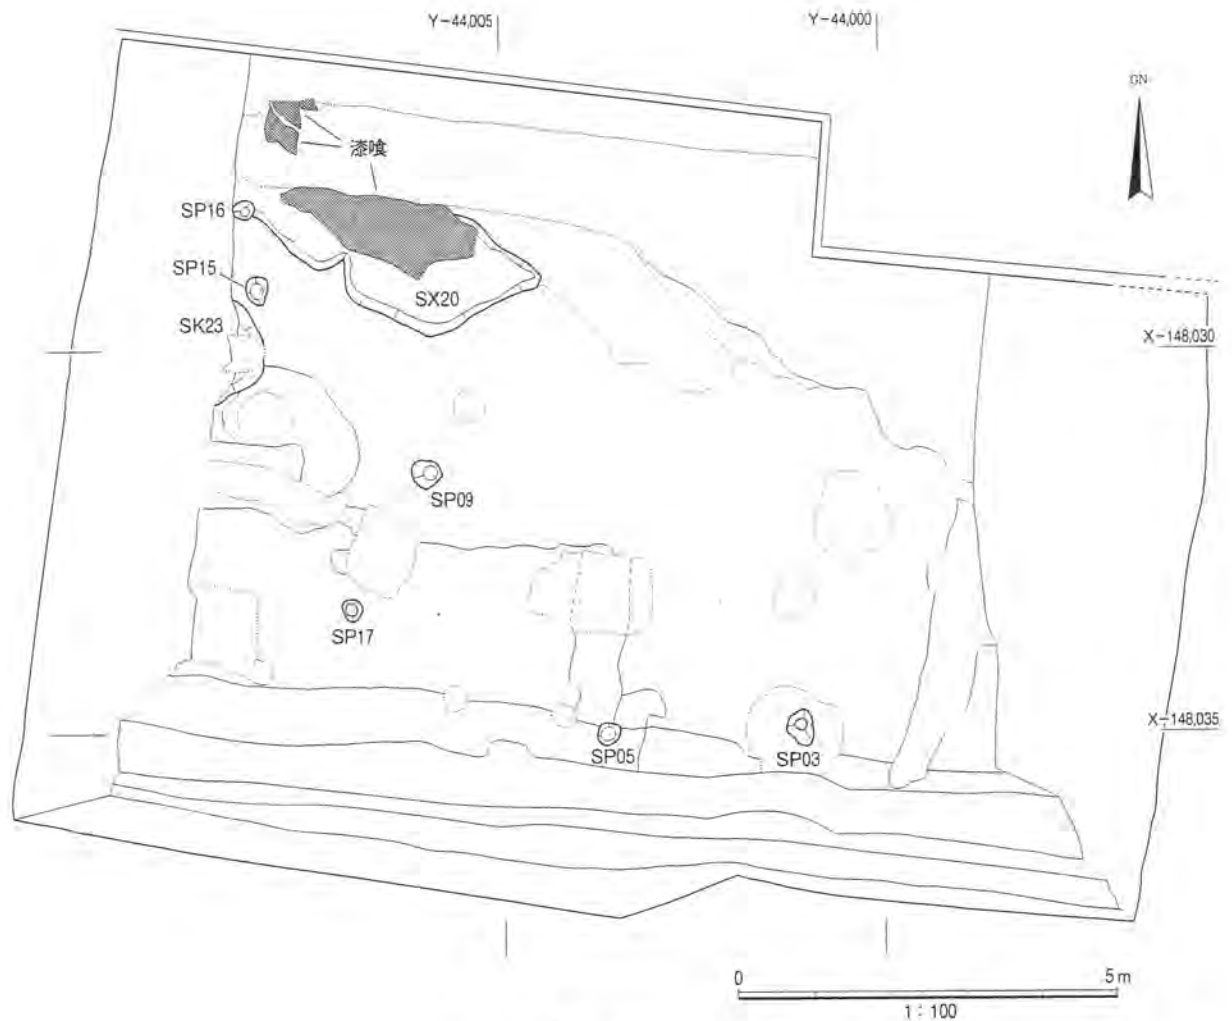 Y-44,005
Y-44,000
GN
漆喰
SP16
SP15
SX20
SK23
X-148,030
SP09
SP17
X-148,035
SP05
SP03
0
5m
1:100